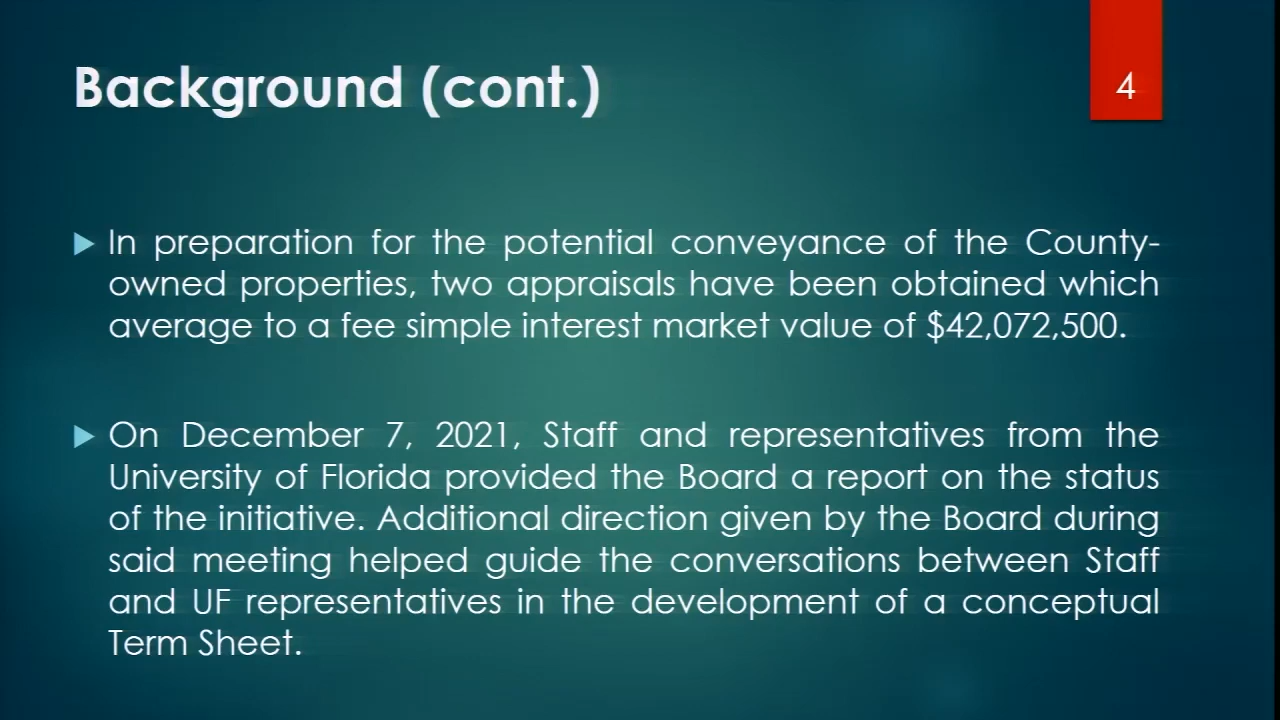 Background (cont.)
4
In preparation for the potential conveyance of the County-
owned properties, two appraisals have been obtained which
average to a fee simple interest market value of $42,072,500.
On December 7, 2021, Staff and representatives from the
University of Florida provided the Board a report on the status
of the initiative. Additional direction given by the Board during
said meeting helped guide the conversations between Staff
and UF representatives in the development of a conceptual
Term Sheet.